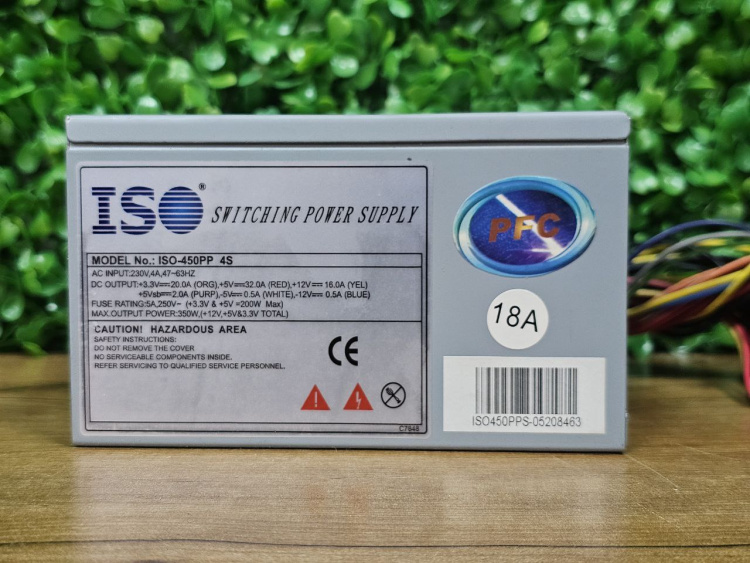 ISO® SWITCHING POWER SUPPLY
MODEL No.: ISO-450PP 4S
AC INPUT:230V,4A,47~63HZ
DC OUTPUT:+3.3V⎓20.0A (ORG),+5V⎓32.0A (RED),+12V⎓16.0A (YEL)
+5Vsb⎓2.0A (PURP),-5V⎓0.5A (WHITE),-12V⎓0.5A (BLUE)
FUSE RATING:5A,250V~ (+3.3V & +5V =200W Max)
MAX.OUTPUT POWER:350W,(+12V,+5V&3.3V TOTAL)
CAUTION! HAZARDOUS AREA
SAFETY INSTRUCTIONS:
DO NOT REMOVE THE COVER
NO SERVICEABLE COMPONENTS INSIDE.
REFER SERVICING TO QUALIFIED SERVICE PERSONNEL.
CE
C7848
PFC
18A
ISO450PPS-05208463